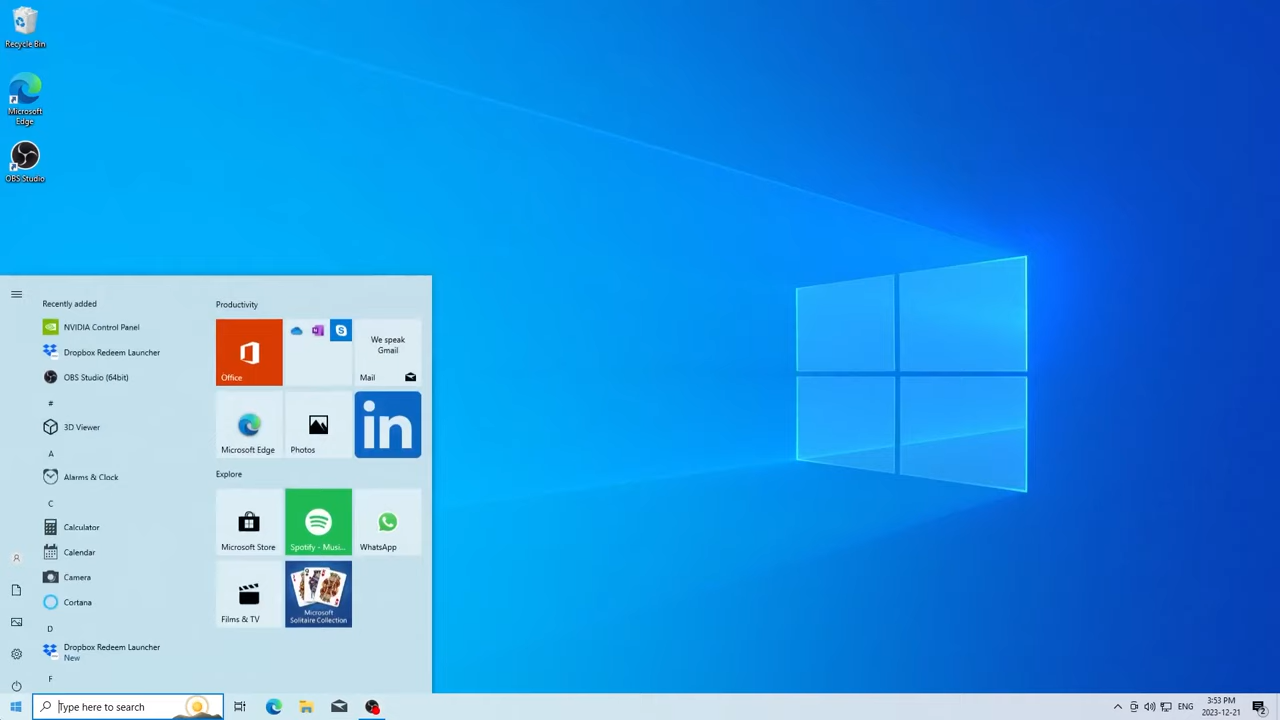 Recycle Bin
Microsoft
Edge
OBS Studio
Recently added
NVIDIA Control Panel
Dropbox Redeem Launcher
OBS Studio (64bit)
#
3D Viewer
A
Alarms & Clock
C
Calculator
Calendar
Camera
Cortana
D
Dropbox Redeem Launcher
New
F
Productivity
Office
We speak
Gmail
Mail
Microsoft Edge
Photos
in
Explore
Microsoft Store
Spotify - Musi...
WhatsApp
Films & TV
Microsoft
Solitaire Collection
Type here to search
ENG
3:53 PM
2023-12-21
2